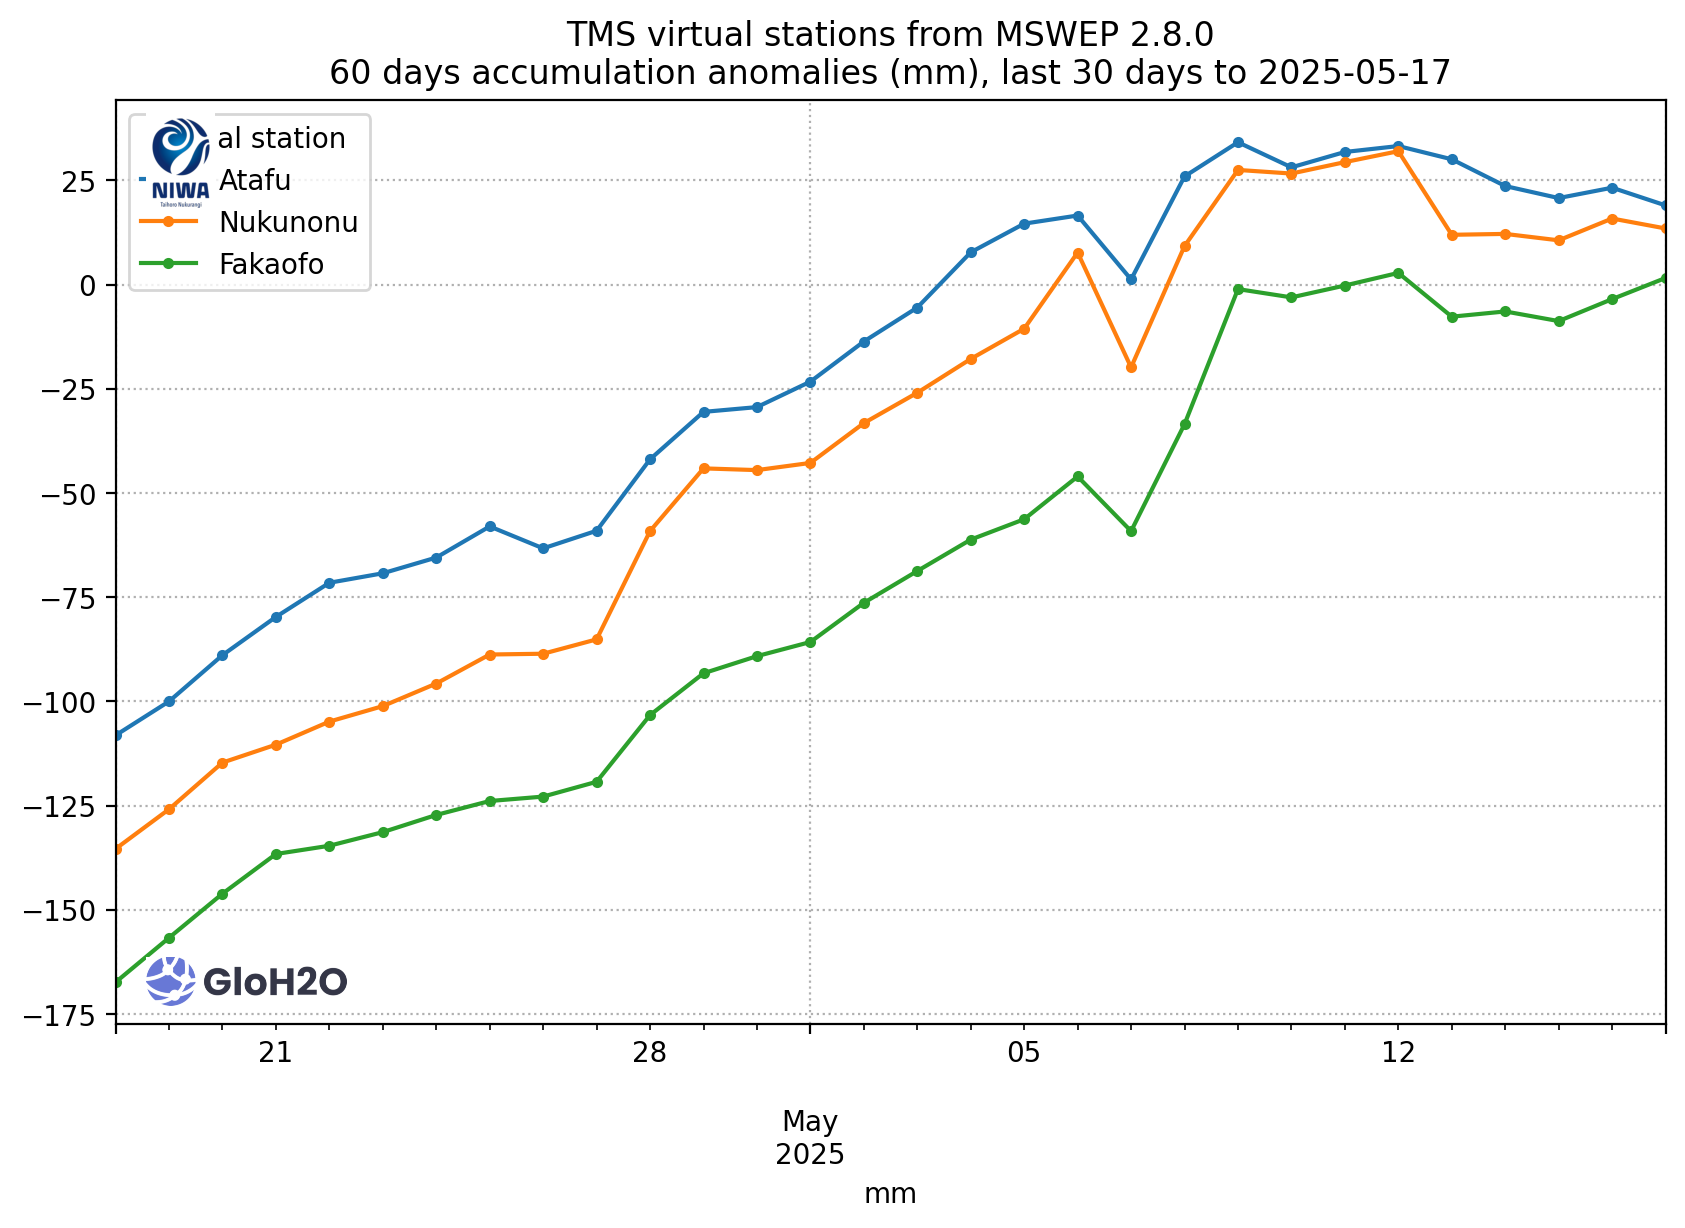 TMS virtual stations from MSWEP 2.8.0
60 days accumulation anomalies (mm), last 30 days to 2025-05-17
al station
Atafu
Nukunonu
Fakaofo
NIWA
Taihoro Nukurangi
25
0
−25
−50
−75
−100
−125
−150
−175
GloH2O
21
28
05
12
May
2025
mm